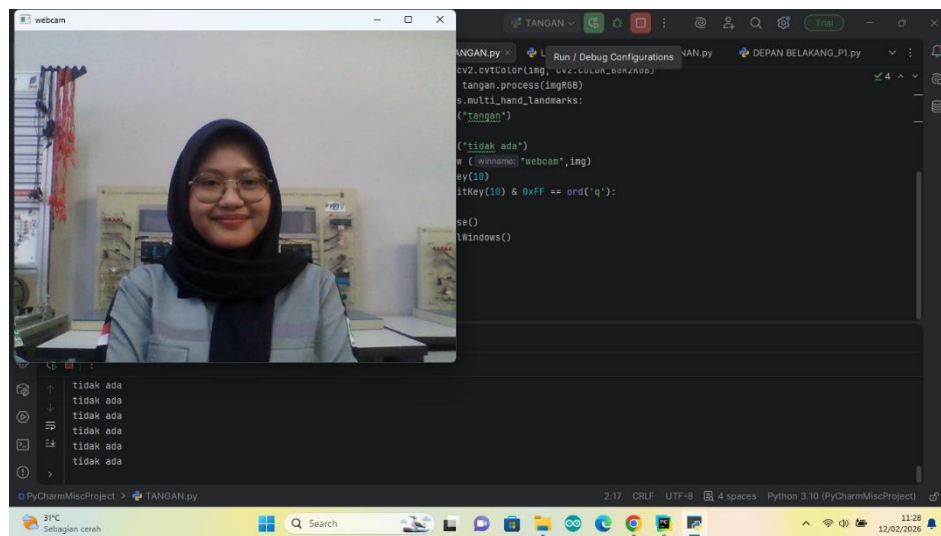 webcam
TANGAN
Trial
ANGAN.py
Run / Debug Configurations
NAN.py
DEPAN BELAKANG_P1.py
cv2.cvtColor(img, cv2.COLOR_BGR2RGB)
4
tangan.process(imgRGB)
s.multi_hand_landmarks:
("tangan")
("tidak ada")
w ( winname: "webcam",img)
ey(10)
itKey(10) & 0xFF == ord('q'):
se()
lWindows()
tidak ada
tidak ada
tidak ada
tidak ada
tidak ada
tidak ada
PyCharmMiscProject > TANGAN.py
2:17 CRLF UTF-8 4 spaces Python 3.10 (PyCharmMiscProject)
31°C
Sebagian cerah
Search
11:28
12/02/2026